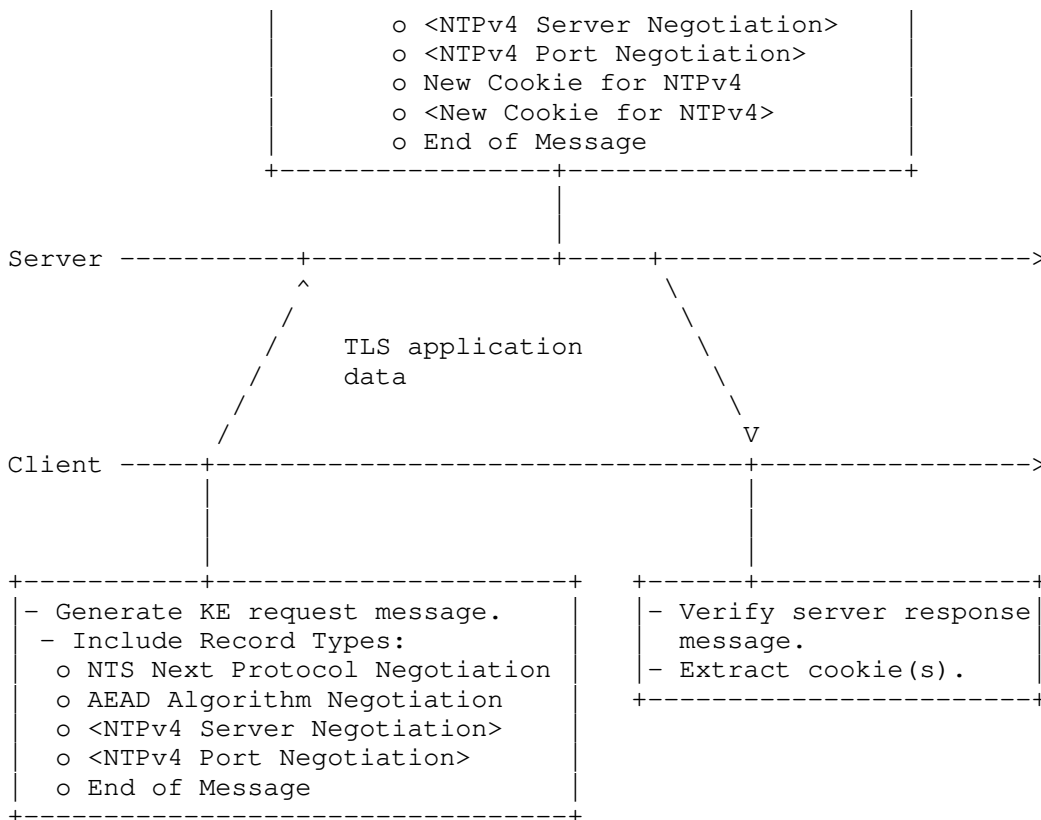 o <NTPv4 Server Negotiation>
o <NTPv4 Port Negotiation>
o New Cookie for NTPv4
o <New Cookie for NTPv4>
o End of Message
Server
TLS application
data
Client
- Generate KE request message.
- Include Record Types:
o NTS Next Protocol Negotiation
o AEAD Algorithm Negotiation
o <NTPv4 Server Negotiation>
o <NTPv4 Port Negotiation>
o End of Message
- Verify server response
message.
- Extract cookie(s).